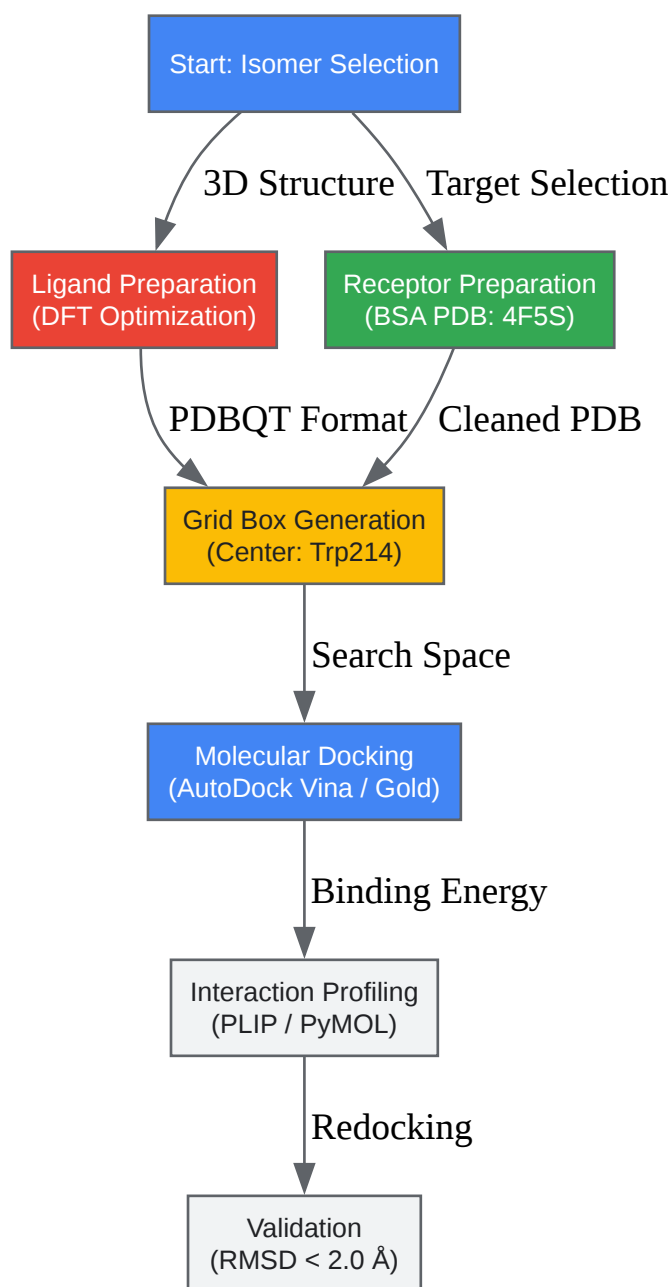 Start: Isomer Selection
3D Structure
Target Selection
Ligand Preparation
(DFT Optimization)
Receptor Preparation
(BSA PDB: 4F5S)
PDBQT Format
Cleaned PDB
Grid Box Generation
(Center: Trp214)
Search Space
Molecular Docking
(AutoDock Vina / Gold)
Binding Energy
Interaction Profiling
(PLIP / PyMOL)
Redocking
Validation
(RMSD < 2.0 Å)